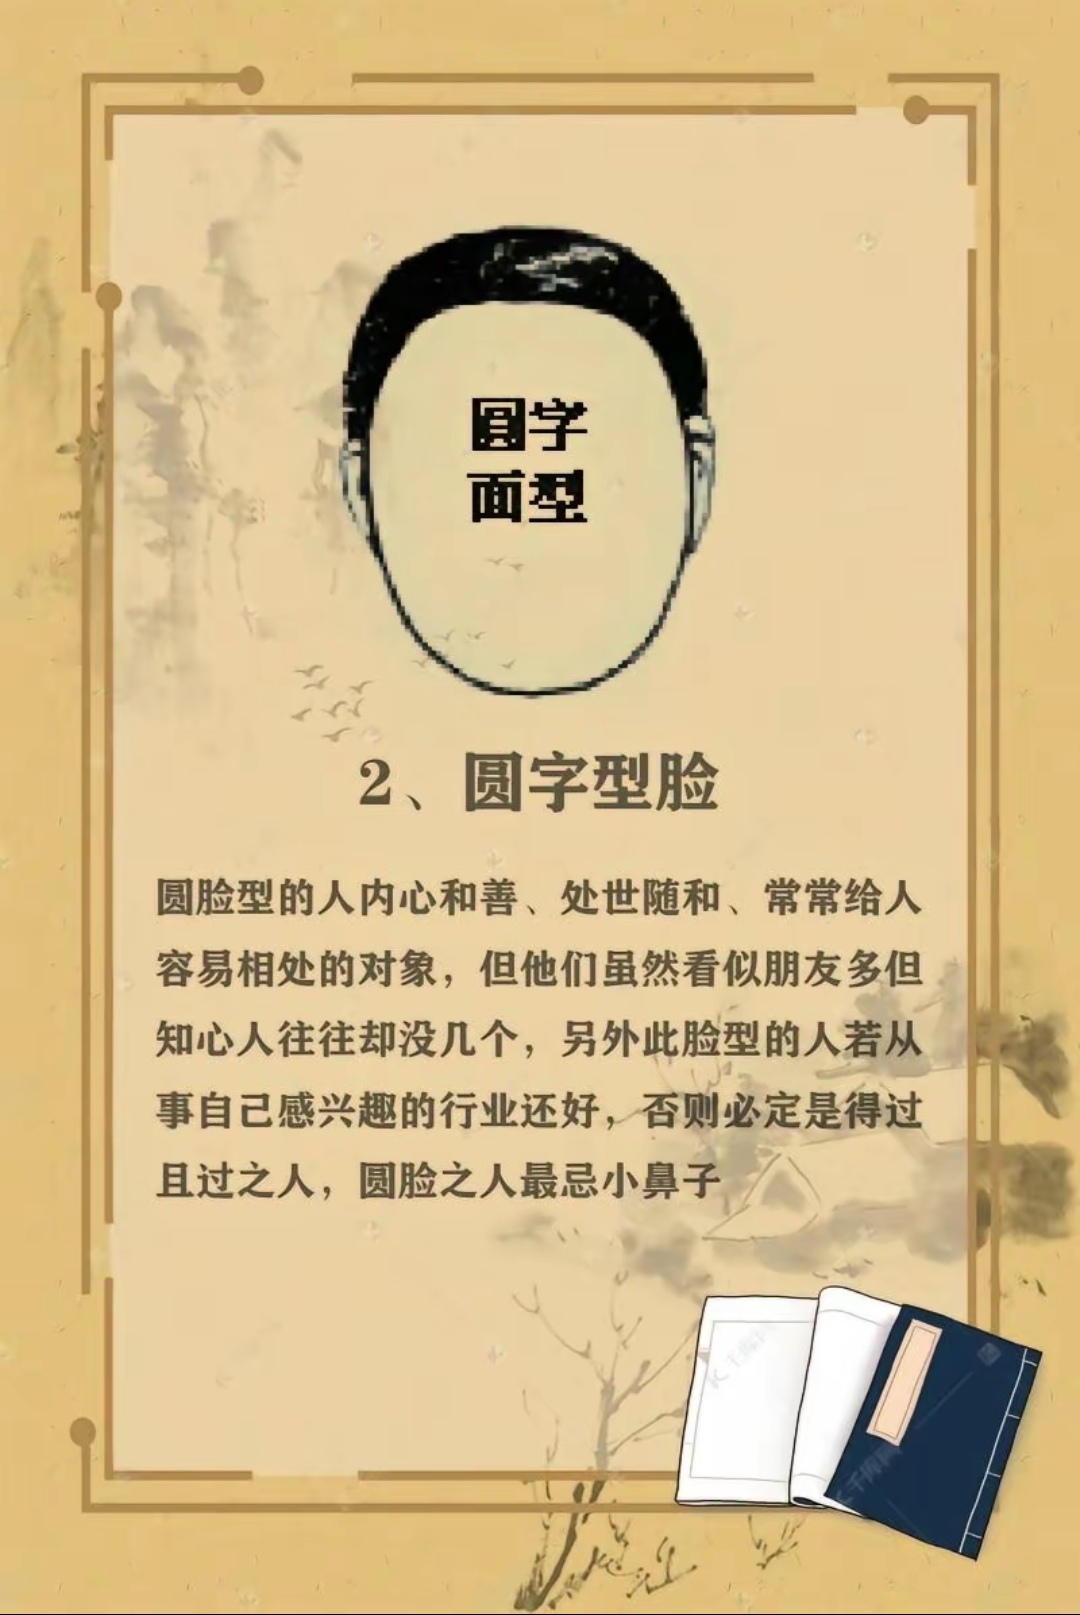 圆字
面型
2、圆字型脸
圆脸型的人内心和善、处世随和、常常给人
容易相处的对象，但他们虽然看似朋友多但
知心人往往却没几个，另外此脸型的人若从
事自己感兴趣的行业还好，否则必定是得过
且过之人，圆脸之人最忌小鼻子